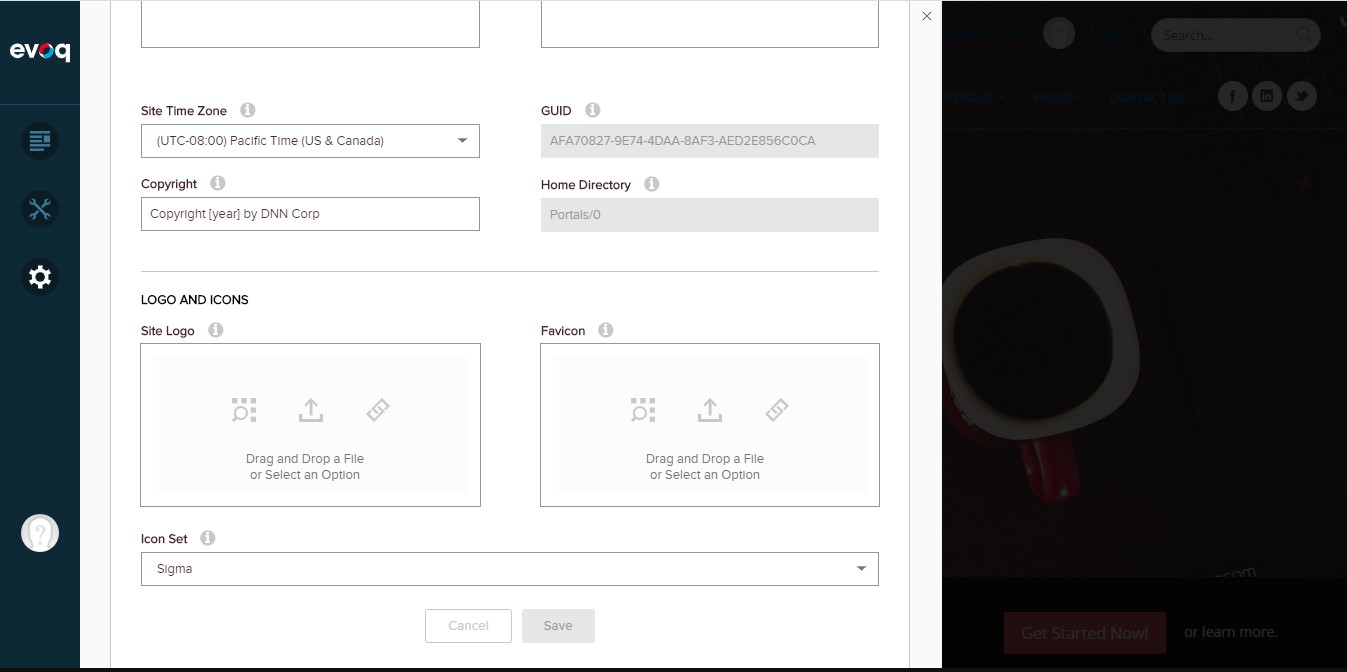 evoq
Search...
PAGES
CONTACT US
Site Time Zone
GUID
(UTC-08:00) Pacific Time (US & Canada)
AFA70827-9E74-4DAA-8AF3-AED2E856C0CA
Copyright
Home Directory
Copyright [year] by DNN Corp
Portals/0
LOGO AND ICONS
Site Logo
Favicon
Drag and Drop a File
or Select an Option
Drag and Drop a File
or Select an Option
Icon Set
Sigma
Cancel
Save
Get Started Now!
or learn more.